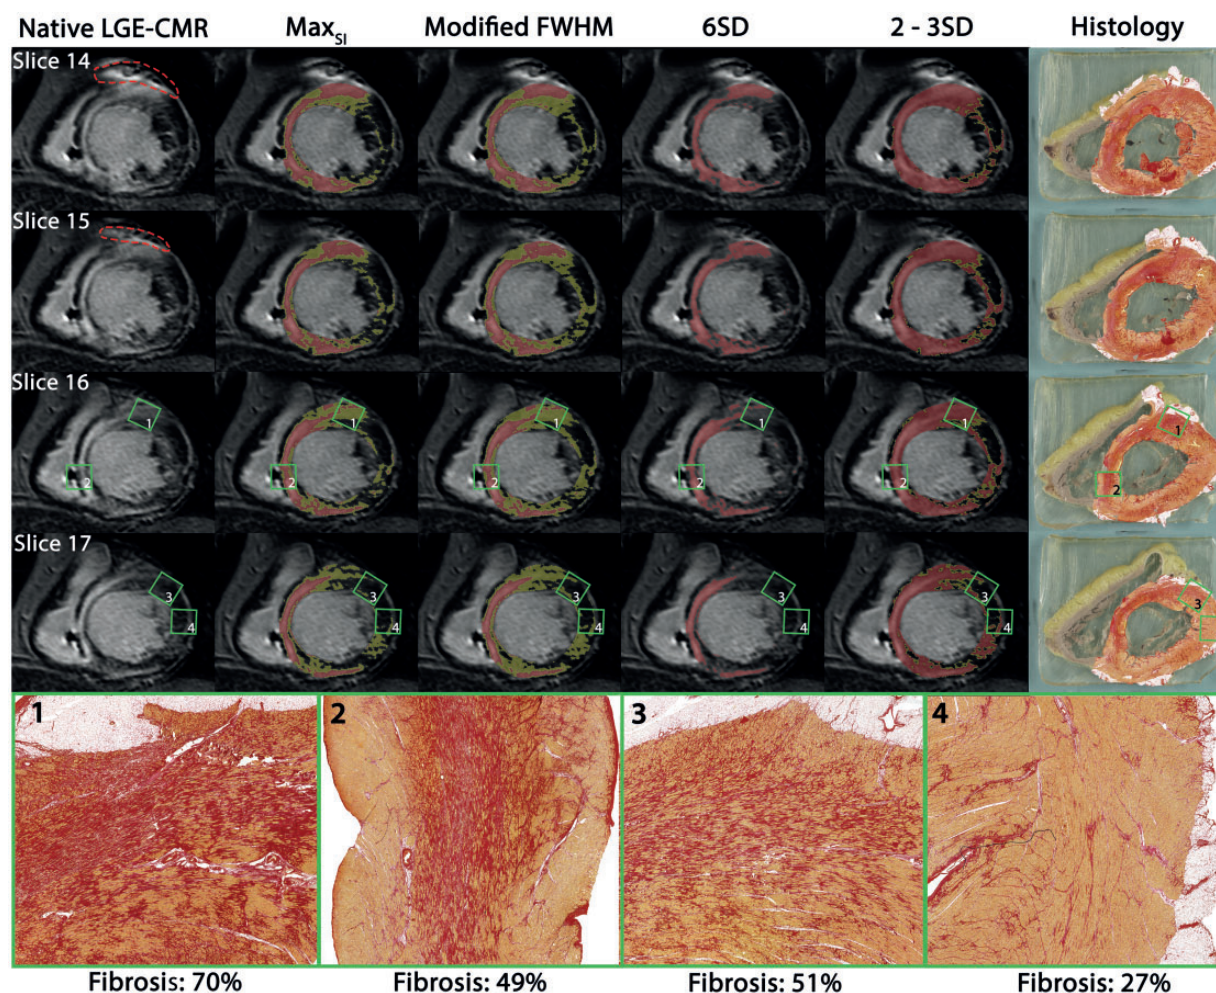 Native LGE-CMR Max SI Modified FWHM 6SD 2 - 3SD Histology
Slice 14
Slice 15
Slice 16
1 1 1 1 1 1
2 2 2 2 2 2
Slice 17
3 3 3 3 3 3
4 4 4 4 4
1 2 3 4
Fibrosis: 70% Fibrosis: 49% Fibrosis: 51% Fibrosis: 27%